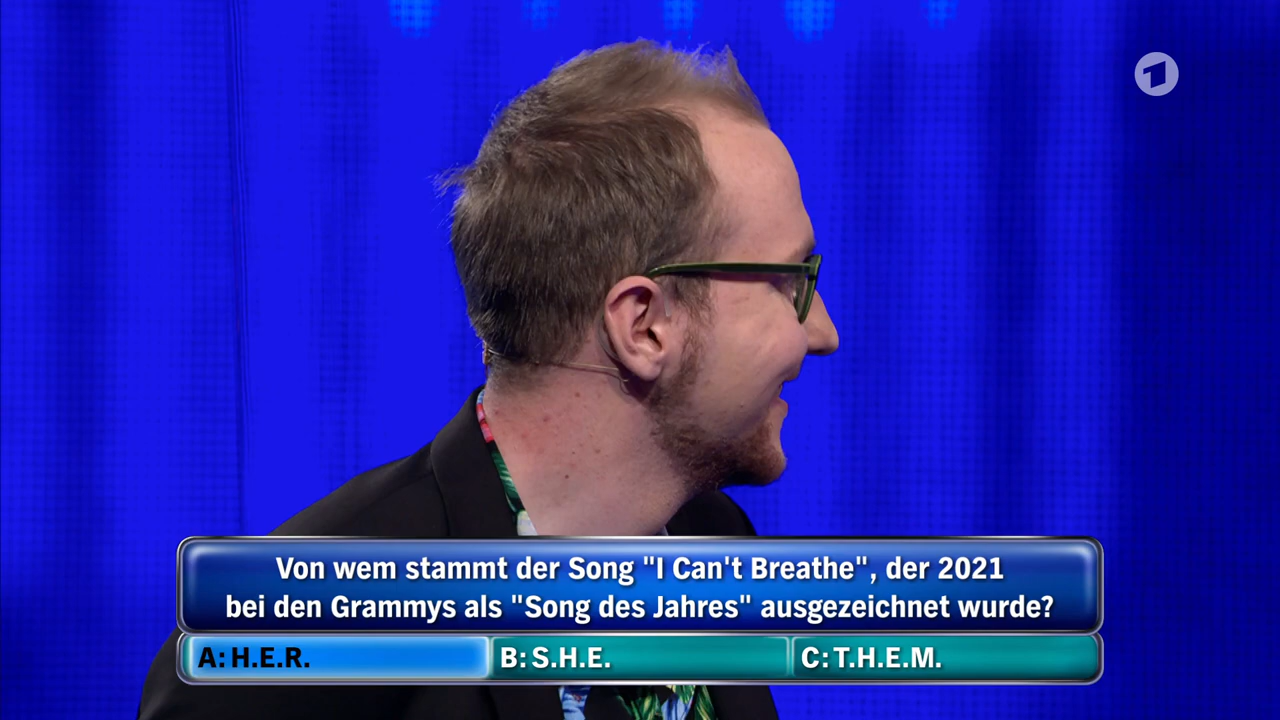 Von wem stammt der Song "I Can't Breathe", der 2021
bei den Grammys als "Song des Jahres" ausgezeichnet wurde?
A: H.E.R.
B: S.H.E.
C: T.H.E.M.